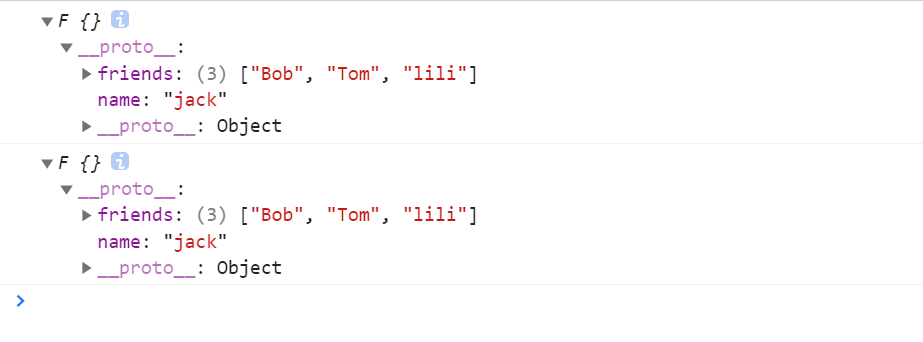 ▼F {} i
▼__proto__:
▶friends: (3) ["Bob", "Tom", "lili"]
name: "jack"
▶__proto__: Object
▼F {} i
▼__proto__:
▶friends: (3) ["Bob", "Tom", "lili"]
name: "jack"
▶__proto__: Object
>